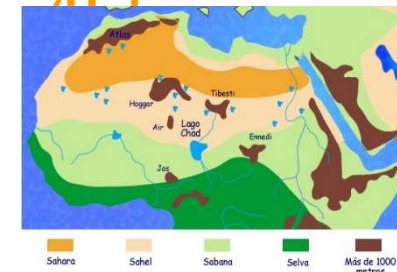 Atlas
Tibesti
Hoggar
Air
Lago
Chad
Ennedi
Jos
Sahara
Sahel
Sabana
Selva
Más de 1000
metros